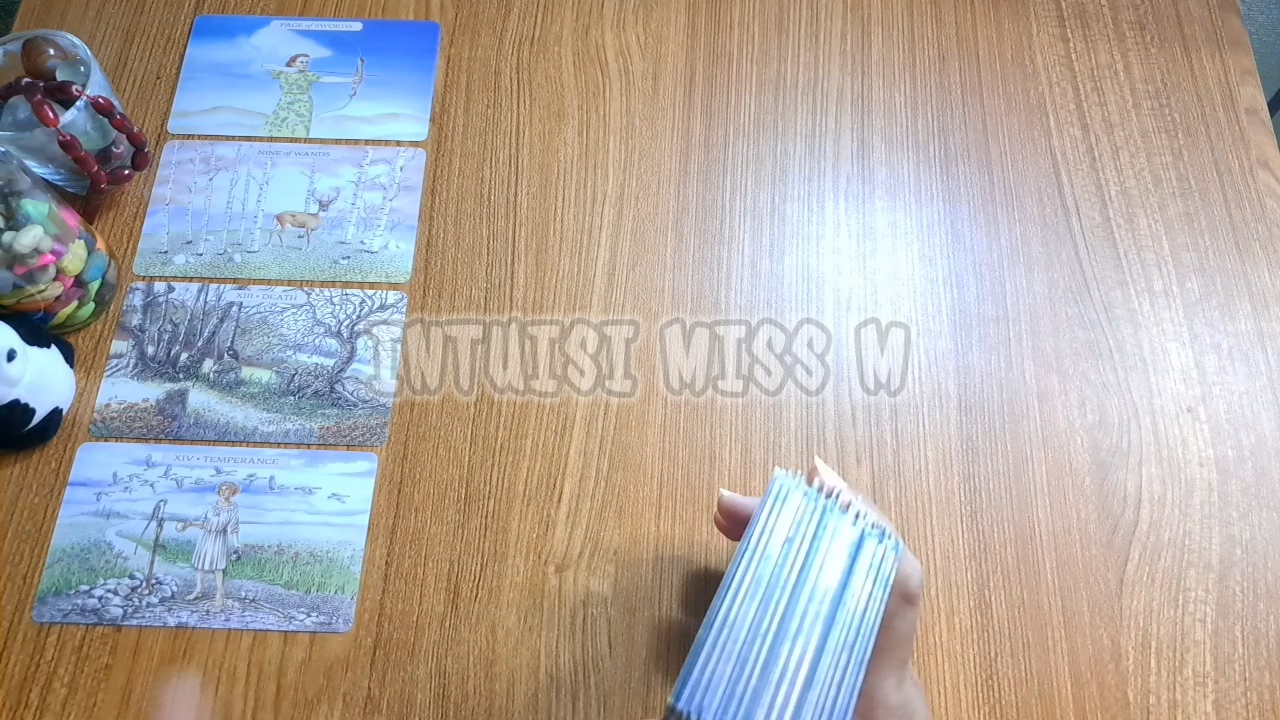 PAGE of SWORDS
NINE of WANDS
XIII • DEATH
INTUISI MISS M
XIV • TEMPERANCE